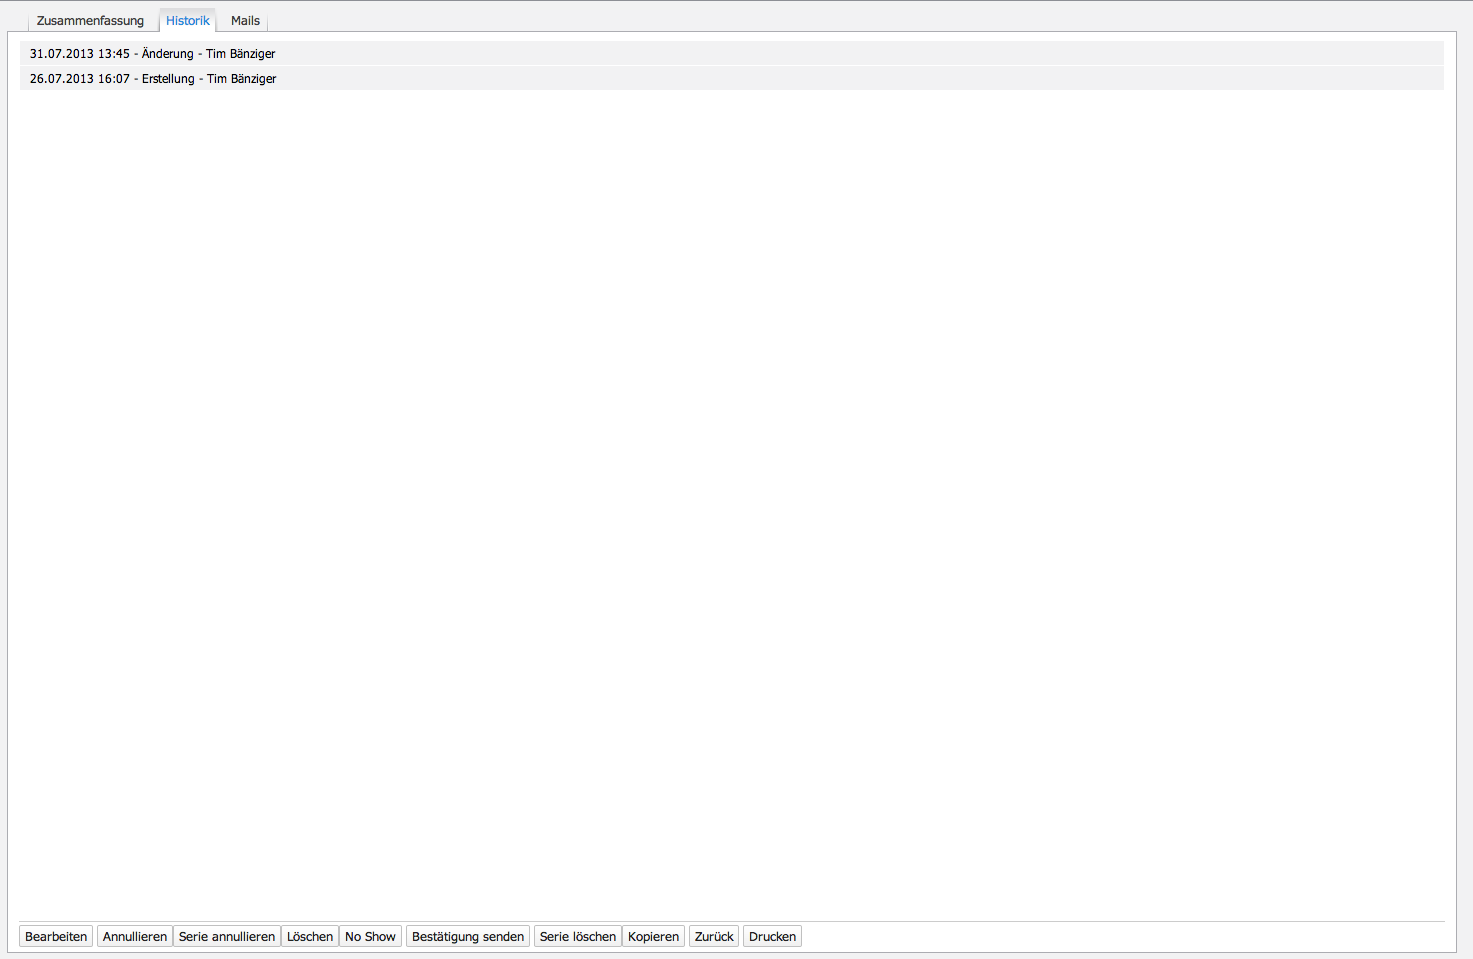 Zusammenfassung Historik Mails
31.07.2013 13:45 - Änderung - Tim Bänziger
26.07.2013 16:07 - Erstellung - Tim Bänziger
Bearbeiten Annullieren Serie annullieren Löschen No Show Bestätigung senden Serie löschen Kopieren Zurück Drucken